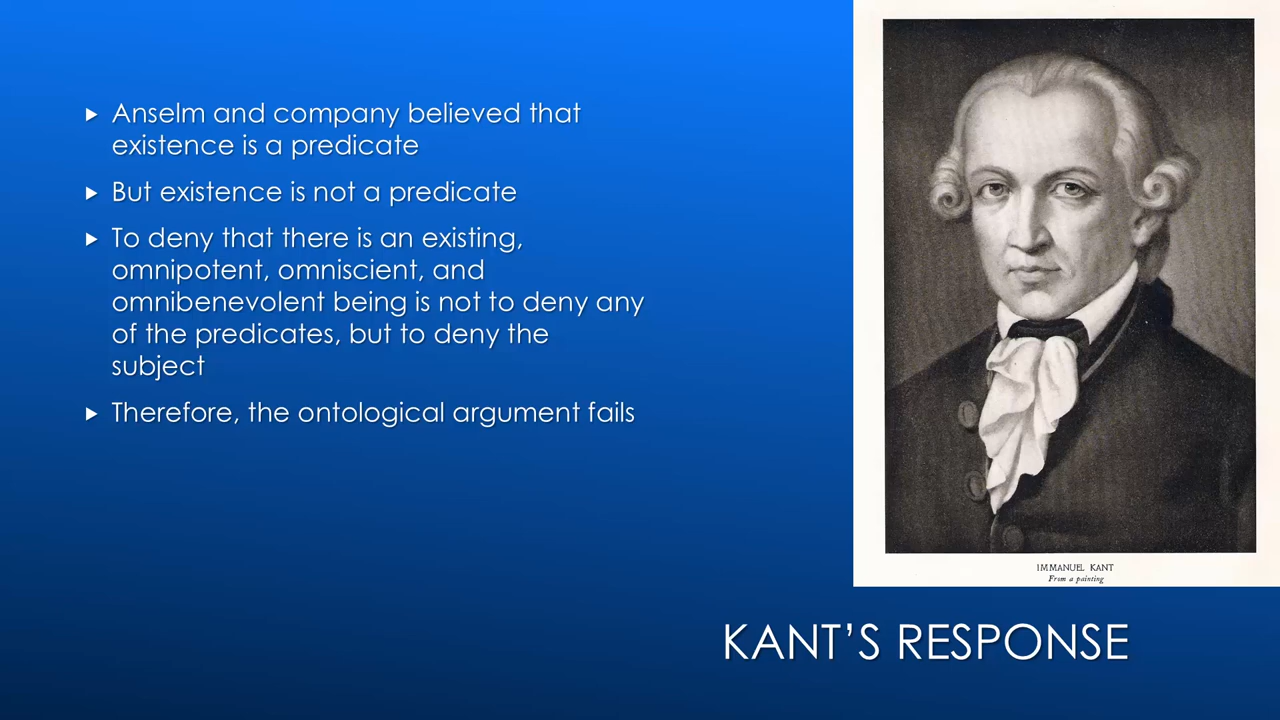 Anselm and company believed that
existence is a predicate
But existence is not a predicate
To deny that there is an existing,
omnipotent, omniscient, and
omnibenevolent being is not to deny any
of the predicates, but to deny the
subject
Therefore, the ontological argument fails
IMMANUEL KANT
From a painting
KANT’S RESPONSE